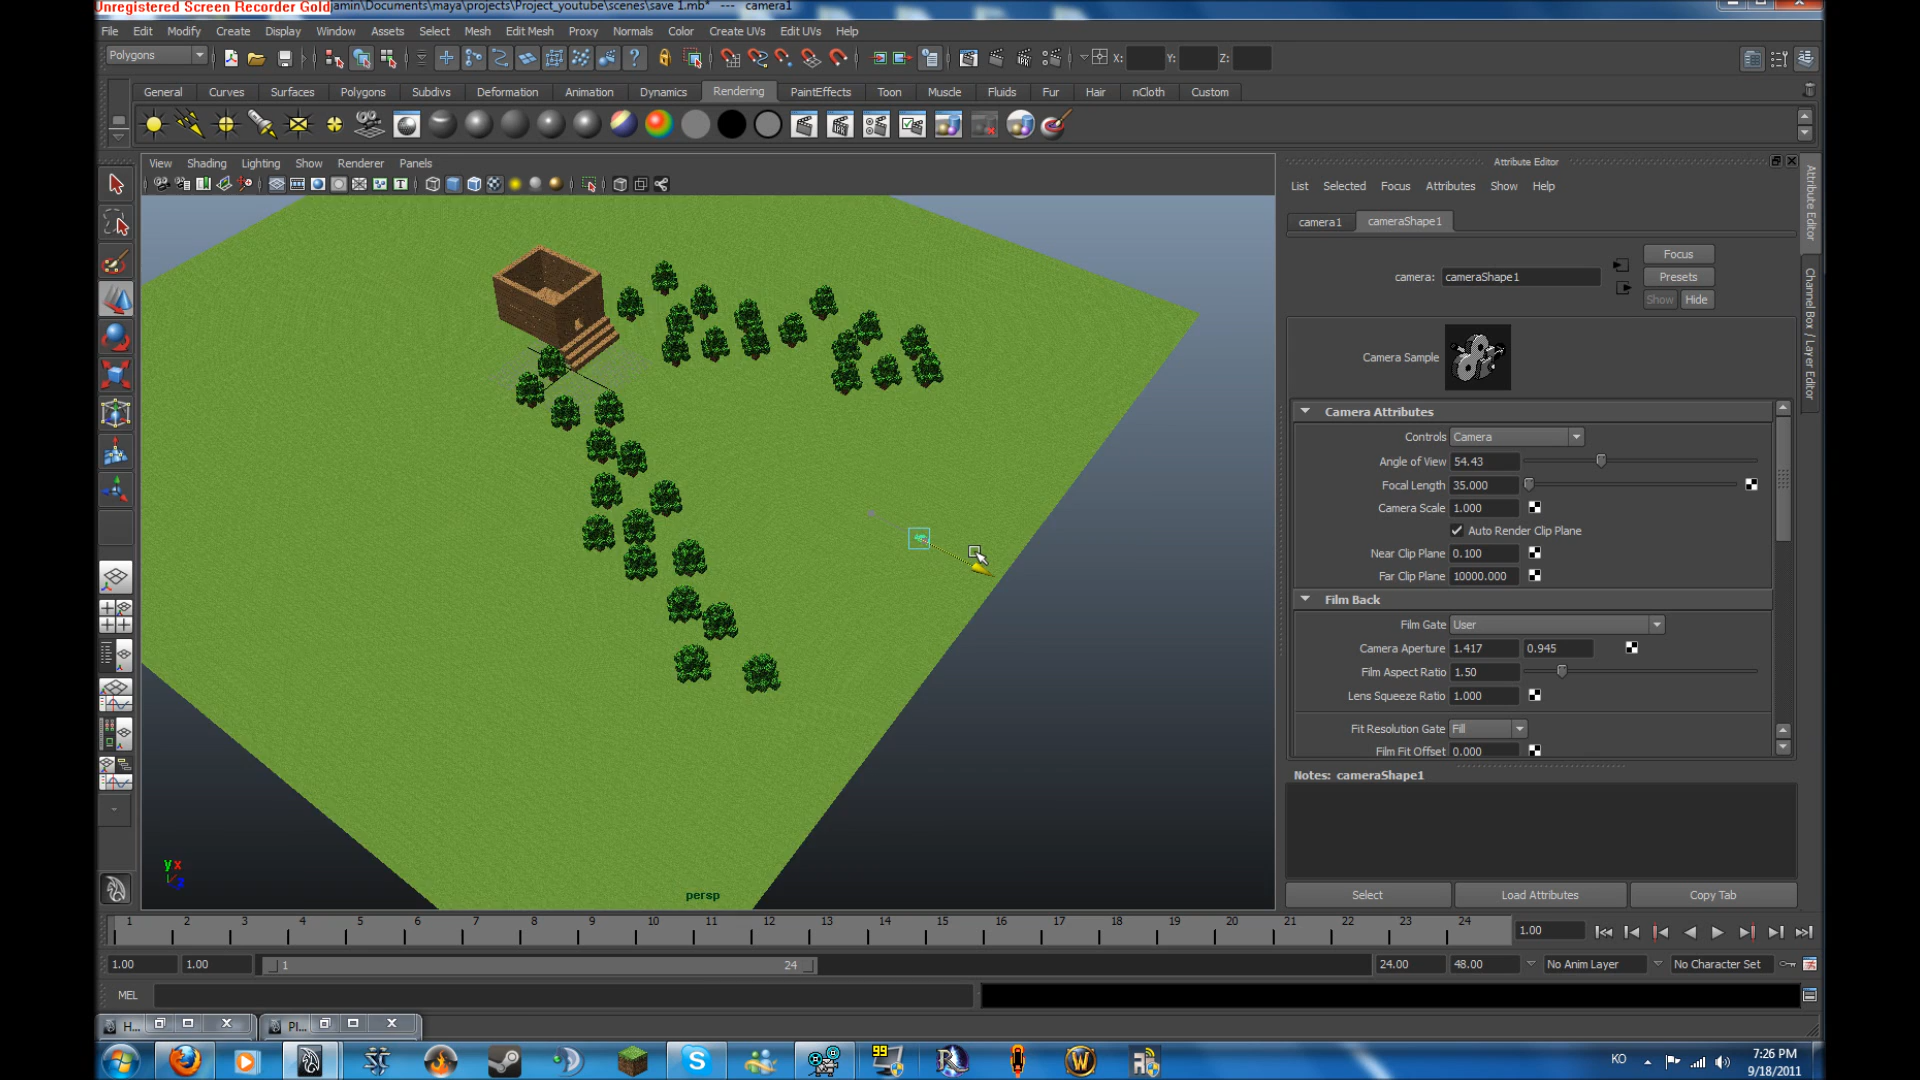 Unregistered Screen Recorder Gold amin\Documents\maya\projects\Project_youtube\scenes\save 1.mb* --- camera1
File Edit Modify Create Display Window Assets Select Mesh Edit Mesh Proxy Normals Color Create UVs Edit UVs Help
Polygons X: Y: Z:
General Curves Surfaces Polygons Subdivs Deformation Animation Dynamics Rendering PaintEffects Toon Muscle Fluids Fur Hair nCloth Custom
View Shading Lighting Show Renderer Panels
persp
Attribute Editor
List Selected Focus Attributes Show Help
camera1 cameraShape1
Focus
camera: cameraShape1
Presets
Show Hide
Camera Sample
Camera Attributes
Controls Camera
Angle of View 54.43
Focal Length 35.000
Camera Scale 1.000
Auto Render Clip Plane
Near Clip Plane 0.100
Far Clip Plane 10000.000
Film Back
Film Gate User
Camera Aperture 1.417 0.945
Film Aspect Ratio 1.50
Lens Squeeze Ratio 1.000
Fit Resolution Gate Fill
Film Fit Offset 0.000
Notes: cameraShape1
Select Load Attributes Copy Tab
Attribute Editor
Channel Box / Layer Editor
1 2 3 4 5 6 7 8 9 10 11 12 13 14 15 16 17 18 19 20 21 22 23 24 1.00
1.00 1.00 1 24 24.00 48.00 No Anim Layer No Character Set
MEL
H... Pl...
99
KO 7:26 PM
9/18/2011